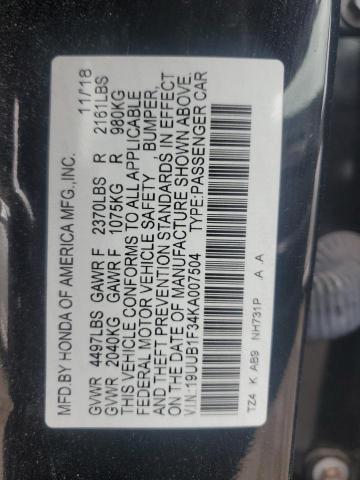 MFD.BY HONDA OF AMERICA MFG.,INC. 11/18
GVWR 4497LBS GAWR F 2370LBS R 2161LBS
GVWR 2040KG GAWR F 1075KG R 980KG
THIS VEHICLE CONFORMS TO ALL APPLICABLE
FEDERAL MOTOR VEHICLE SAFETY , BUMPER,
AND THEFT PREVENTION STANDARDS IN EFFECT
ON THE DATE OF MANUFACTURE SHOWN ABOVE.
V.I.N:19UUB1F34KA007504 TYPE:PASSENGER CAR
TZ4 K AB9 NH731P A A